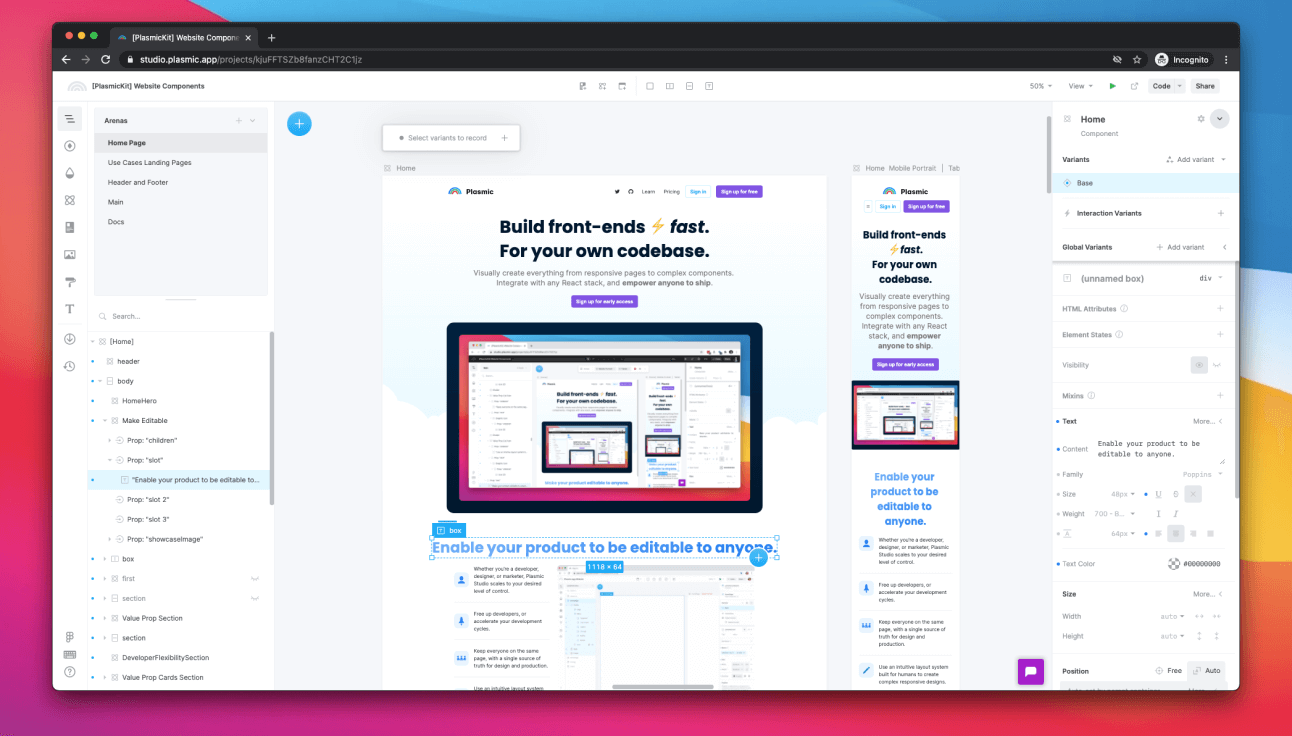 [PlasmicKit] Website Compone
studio.plasmic.app/projects/kjuFFTSZb8fanzCHT2C1jz
Incognito
[PlasmicKit] Website Components
50%
View
Code
Share
Arenas
Home Page
Use Cases Landing Pages
Header and Footer
Main
Docs
Search...
[Home]
header
body
HomeHero
Make Editable
Prop: "children"
Prop: "slot"
"Enable your product to be editable to...
Prop: "slot 2"
Prop: "slot 3"
Prop: "showcaseImage"
box
first
section
Value Prop Section
section
DeveloperFlexibilitySection
Value Prop Cards Section
Select variants to record
Home
Plasmic
Learn
Pricing
Sign in
Sign up for free
Build front-ends ⚡ fast.
For your own codebase.
Visually create everything from responsive pages to complex components.
Integrate with any React stack, and empower anyone to ship.
Sign up for early access
box
Enable your product to be editable to anyone.
1118 × 64
Whether you're a developer,
designer, or marketer, Plasmic
Studio scales to your desired
level of control.
Free up developers, or
accelerate your development
cycles.
Keep everyone on the same
page, with a single source of
truth for design and production.
Use an intuitive layout system
Home Mobile Portrait | Tab
Plasmic
Sign in
Sign up for free
Build front-ends
⚡fast.
For your own
codebase.
Visually create everything
from responsive pages to
complex components.
Integrate with any React
stack, and empower
anyone to ship.
Sign up for early access
Enable your
product to be
editable to
anyone.
Whether you're a developer,
designer, or marketer, Plasmic
Studio scales to your desired
level of control.
Free up developers, or
accelerate your development
cycles.
Keep everyone on the same
page, with a single source of
truth for design and
production.
Use an intuitive layout system
built for humans to create
complex responsive designs.
Home
Component
Variants
Add variant
Base
Interaction Variants
Global Variants
Add variant
(unnamed box)
div
HTML Attributes
Element States
Visibility
Mixins
Text
More...
Content
Enable your product to be
editable to anyone.
Family
Poppins
Size
48px
Weight
700 - B...
64px
Text Color
#00000000
Size
More...
Width
auto
Height
auto
Position
Free
Auto